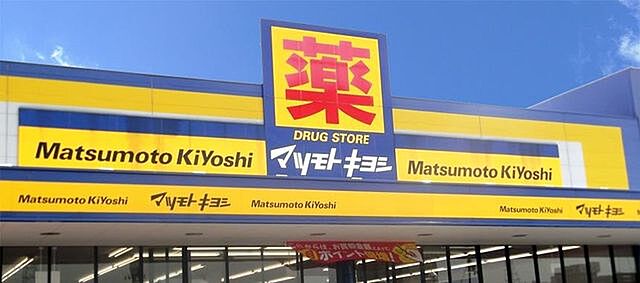 薬
DRUG STORE
マツモトキヨシ
Matsumoto KiYoshi
Matsumoto KiYoshi
Matsumoto KiYoshi
マツモトキヨシ
Matsumoto KiYoshi
Matsumoto KiYoshi
マツモトキヨシ